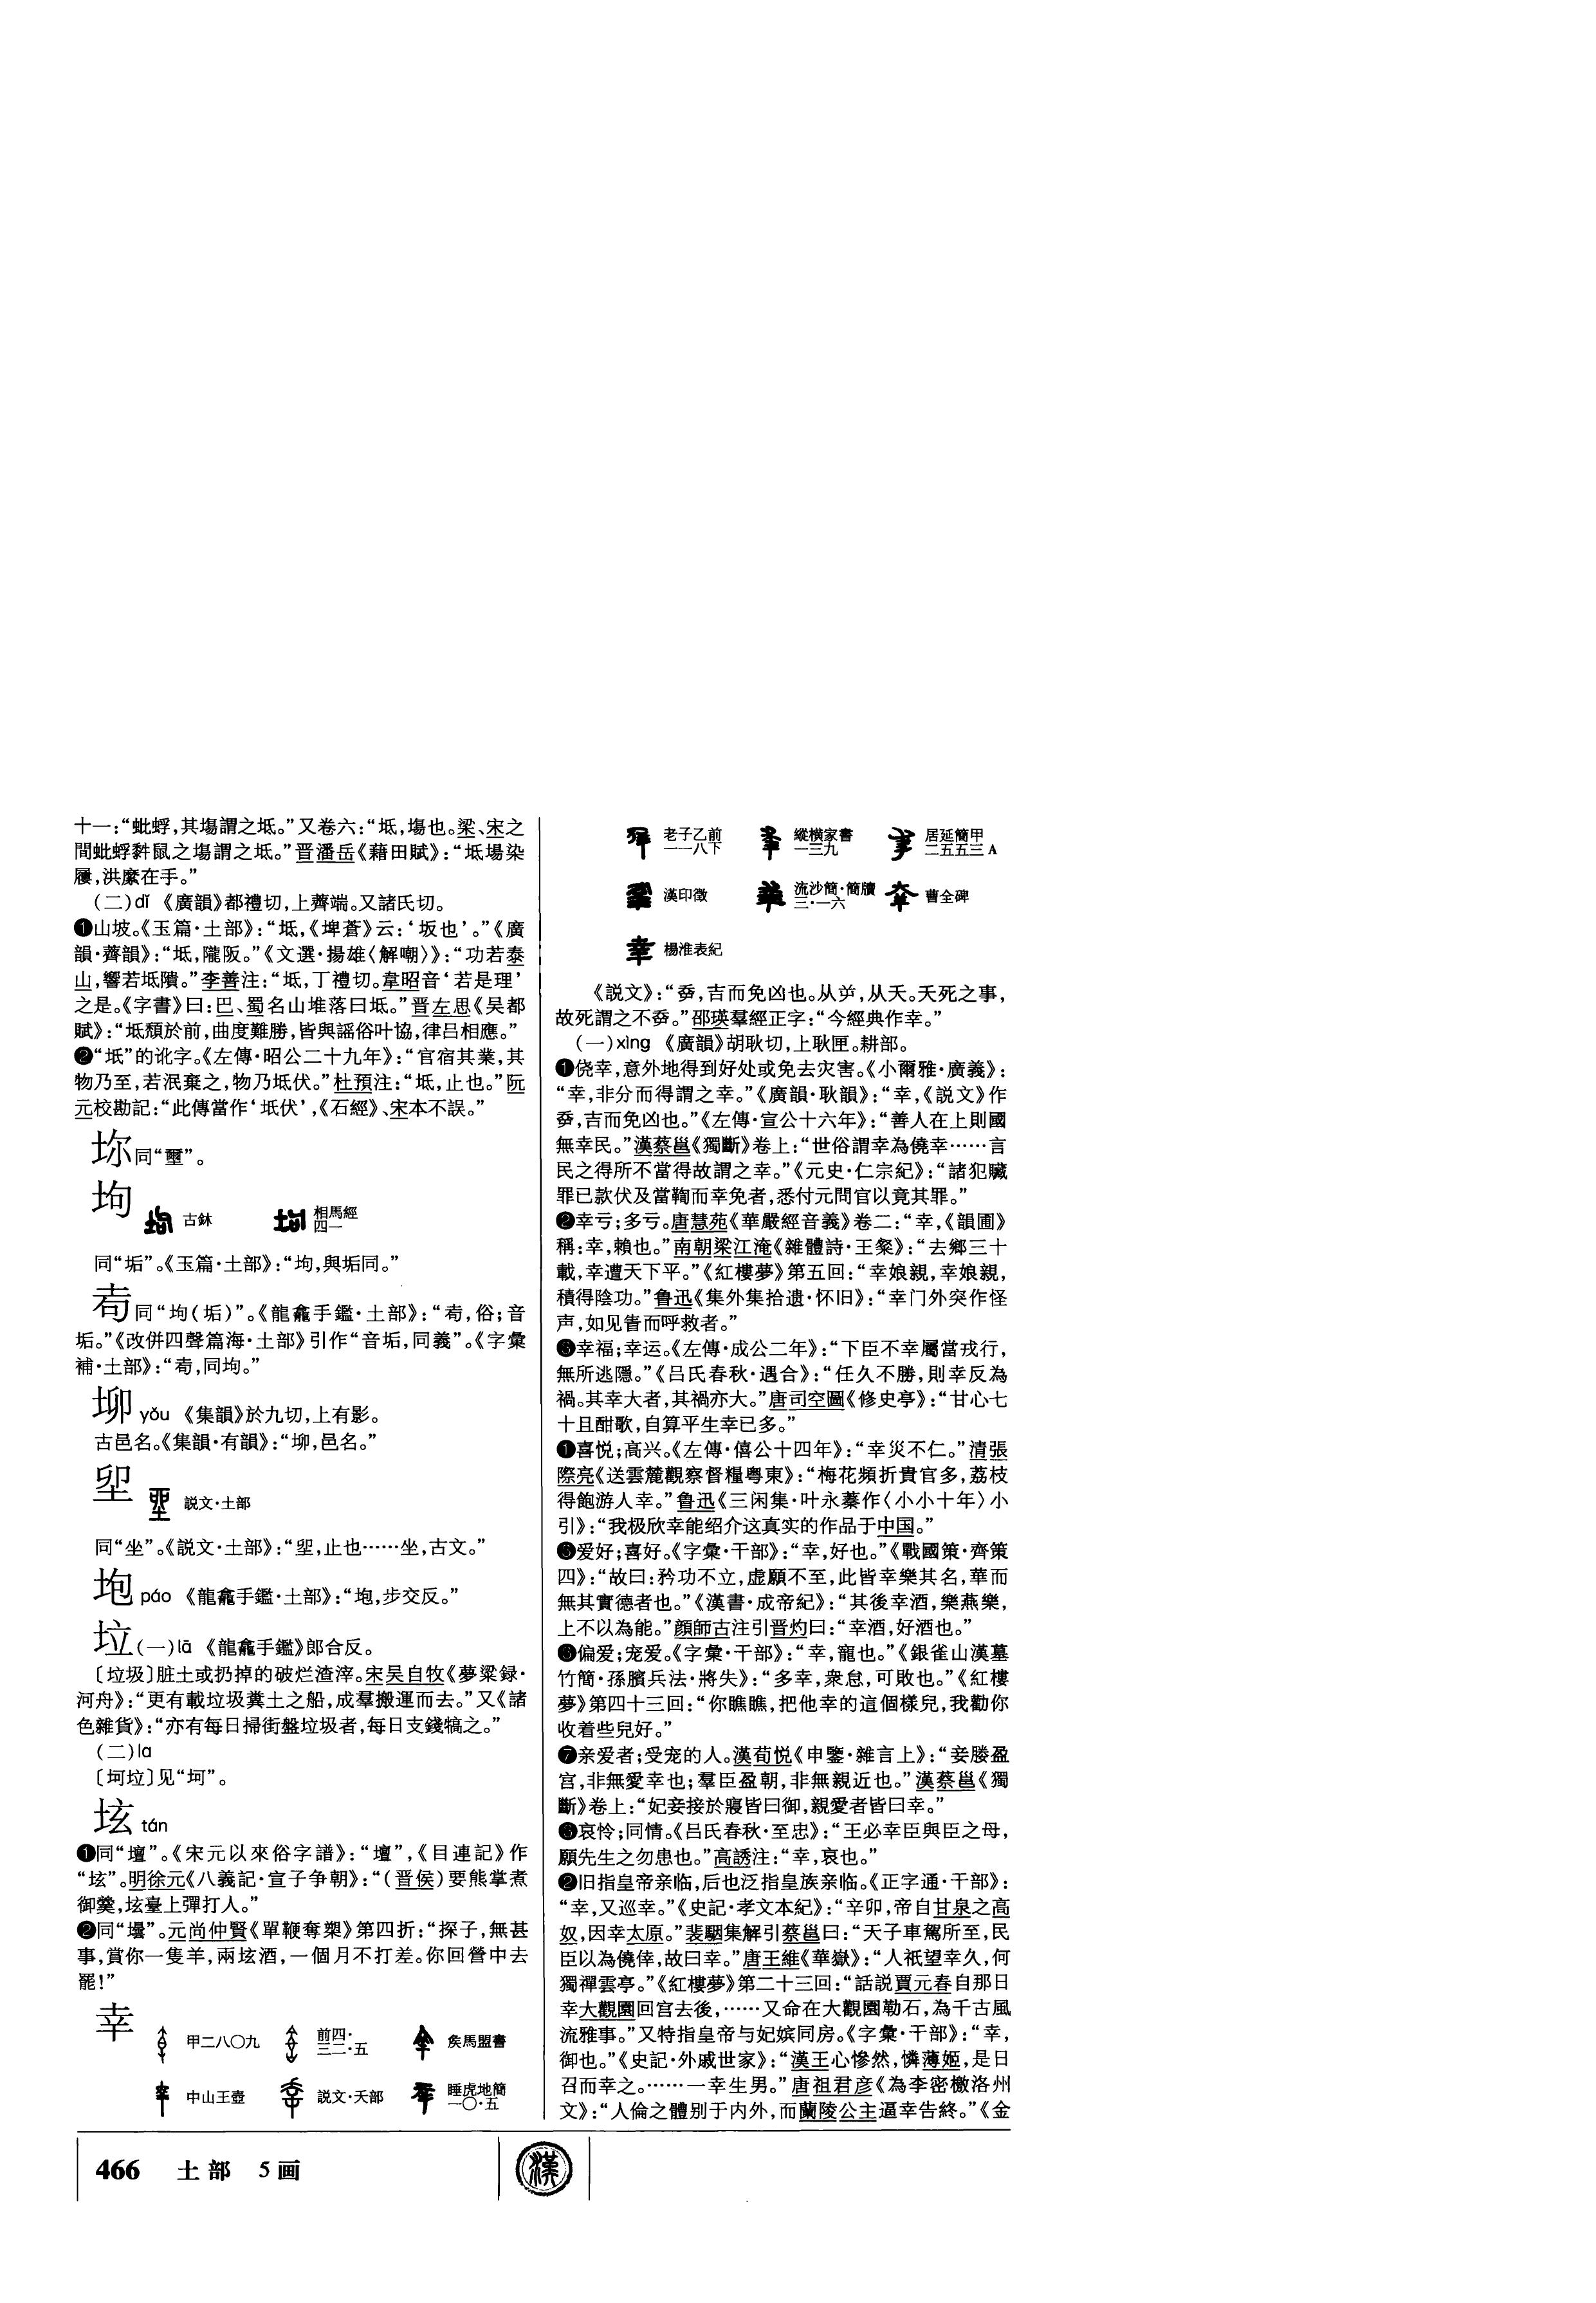 十一：“蚍蜉，其塲謂之坻。”又卷六：“坻，塲也。梁、宋之
間蚍蜉𪕅鼠之塲謂之坻。”晋潘岳《藉田賦》：“坻場染
屨，洪縻在手。”
（二）dǐ 《廣韻》都禮切，上薺端。又諸氏切。
❶山坡。《玉篇·土部》：“坻，《埤蒼》云：‘坂也’。”《廣
韻·薺韻》：“坻，隴阪。”《文選·揚雄〈解嘲〉》：“功若泰
山，響若坻隤。”李善注：“坻，丁禮切。韋昭音‘若是理’
之是。《字書》曰：巴、蜀名山堆落曰坻。”晋左思《吴都
賦》：“坻頽於前，曲度難勝，皆與謡俗叶協，律吕相應。”
❷“坁”的讹字。《左傳·昭公二十九年》：“官宿其業，其
物乃至，若泯棄之，物乃坻伏。”杜預注：“坻，止也。”阮
元校勘記：“此傳當作‘坁伏’，《石經》、宋本不誤。”
坹同“壐”。
坸 古鉥 相馬經
四一
同“垢”。《玉篇·土部》：“坸，與垢同。”
同“坸（垢）”。《龍龕手鑑·土部》：“，俗；音
垢。”《改併四聲篇海·土部》引作“音垢，同義”。《字彙
補·土部》：“，同坸。”
yǒu 《集韻》於九切，上有影。
古邑名。《集韻·有韻》：“，邑名。”
𡋲 説文·土部
同“坐”。《説文·土部》：“𡋲，止也……坐，古文。”
垉 páo 《龍龕手鑑·土部》：“垉，步交反。”
垃（一）lā 《龍龕手鑑》郎合反。
〔垃圾〕脏土或扔掉的破烂渣滓。宋吴自牧《夢粱録·
河舟》：“更有載垃圾糞土之船，成羣搬運而去。”又《諸
色雜貨》：“亦有每日掃街盤垃圾者，每日支錢犒之。”
（二）la
〔坷垃〕见“坷”。
坛 tán
❶同“壇”。《宋元以來俗字譜》：“壇”，《目連記》作
“”。明徐元《八義記·宣子争朝》：“（晋侯）要熊掌煮
御羹，臺上彈打人。”
❷同“罎”。元尚仲賢《單鞭奪槊》第四折：“探子，無甚
事，賞你一隻羊，兩酒，一個月不打差。你回營中去
罷！”
幸 甲二八〇九 前四·
三二·五 矦馬盟書
中山王壺 説文·夭部 睡虎地簡
一〇·五
老子乙前
一一八下 縱横家書
一三九 居延簡甲
二五五三A
漢印徵 流沙簡·簡牘
三·一六 曹全碑
楊淮表紀
《説文》：“𡴘，吉而免凶也。从屰，从夭。夭死之事，
故死謂之不𡴘。”邵瑛羣經正字：“今經典作幸。”
（一）xìng 《廣韻》胡耿切，上耿匣。耕部。
❶侥幸，意外地得到好处或免去灾害。《小爾雅·廣義》：
“幸，非分而得謂之幸。”《廣韻·耿韻》：“幸，《説文》作
𡴘，吉而免凶也。”《左傳·宣公十六年》：“善人在上則國
無幸民。”漢蔡邕《獨斷》卷上：“世俗謂幸為僥幸……言
民之得所不當得故謂之幸。”《元史·仁宗紀》：“諸犯贓
罪已款伏及當鞫而幸免者，悉付元問官以竟其罪。”
❷幸亏；多亏。唐慧苑《華嚴經音義》卷二：“幸，《韻圃》
稱：幸，賴也。”南朝梁江淹《雜體詩·王粲》：“去鄉三十
載，幸遭天下平。”《紅樓夢》第五回：“幸娘親，幸娘親，
積得陰功。”鲁迅《集外集拾遗·怀旧》：“幸门外突作怪
声，如见眚而呼救者。”
❸幸福；幸运。《左傳·成公二年》：“下臣不幸屬當戎行，
無所逃隱。”《吕氏春秋·遇合》：“任久不勝，則幸反為
禍。其幸大者，其禍亦大。”唐司空圖《修史亭》：“甘心七
十且酣歌，自算平生幸已多。”
❹喜悦；高兴。《左傳·僖公十四年》：“幸災不仁。”清張
際亮《送雲麓觀察督糧粤東》：“梅花頻折貴官多，荔枝
得飽游人幸。”鲁迅《三闲集·叶永蓁作〈小小十年〉小
引》：“我极欣幸能绍介这真实的作品于中国。”
❺爱好；喜好。《字彙·干部》：“幸，好也。”《戰國策·齊策
四》：“故曰：矜功不立，虚願不至，此皆幸樂其名，華而
無其實德者也。”《漢書·成帝紀》：“其後幸酒，樂燕樂，
上不以為能。”顔師古注引晋灼曰：“幸酒，好酒也。”
❻偏爱；宠爱。《字彙·干部》：“幸，寵也。”《銀雀山漢墓
竹簡·孫臏兵法·將失》：“多幸，衆怠，可敗也。”《紅樓
夢》第四十三回：“你瞧瞧，把他幸的這個樣兒，我勸你
收着些兒好。”
❼亲爱者；受宠的人。漢荀悦《申鑒·雜言上》：“妾媵盈
宫，非無愛幸也；羣臣盈朝，非無親近也。”漢蔡邕《獨
斷》卷上：“妃妾接於寢皆曰御，親愛者皆曰幸。”
❽哀怜；同情。《吕氏春秋·至忠》：“王必幸臣與臣之母，
願先生之勿患也。”高誘注：“幸，哀也。”
❾旧指皇帝亲临，后也泛指皇族亲临。《正字通·干部》：
“幸，又巡幸。”《史記·孝文本紀》：“辛卯，帝自甘泉之高
奴，因幸太原。”裴駰集解引蔡邕曰：“天子車駕所至，民
臣以為僥倖，故曰幸。”唐王維《華嶽》：“人祇望幸久，何
獨禪雲亭。”《紅樓夢》第二十三回：“話説賈元春自那日
幸大觀園回宫去後，……又命在大觀園勒石，為千古風
流雅事。”又特指皇帝与妃嫔同房。《字彙·干部》：“幸，
御也。”《史記·外戚世家》：“漢王心慘然，憐薄姬，是日
召而幸之。……一幸生男。”唐祖君彦《為李密檄洛州
文》：“人倫之體别于内外，而蘭陵公主逼幸告終。”《金
466 土部 5画
漢